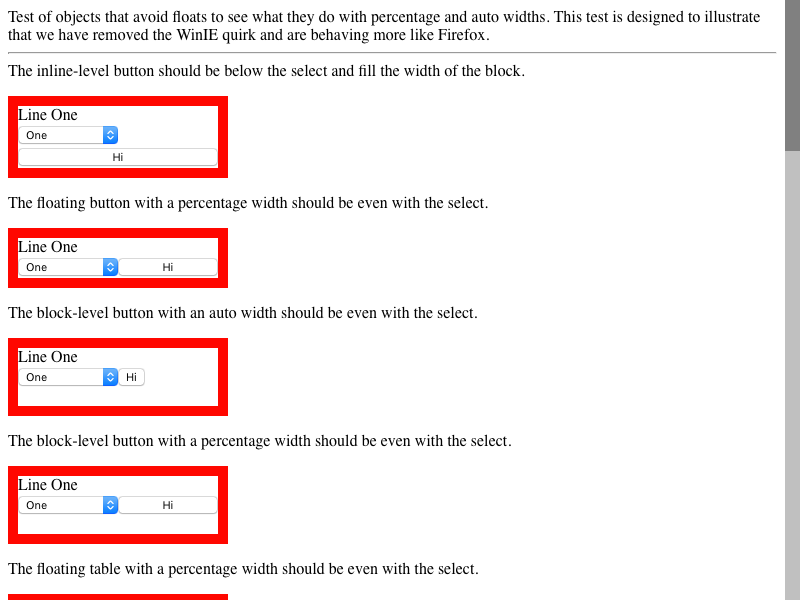 Test of objects that avoid floats to see what they do with percentage and auto widths. This test is designed to illustrate
that we have removed the WinIE quirk and are behaving more like Firefox.
The inline-level button should be below the select and fill the width of the block.
Line One
One
Hi
The floating button with a percentage width should be even with the select.
Line One
One Hi
The block-level button with an auto width should be even with the select.
Line One
One Hi
The block-level button with a percentage width should be even with the select.
Line One
One Hi
The floating table with a percentage width should be even with the select.